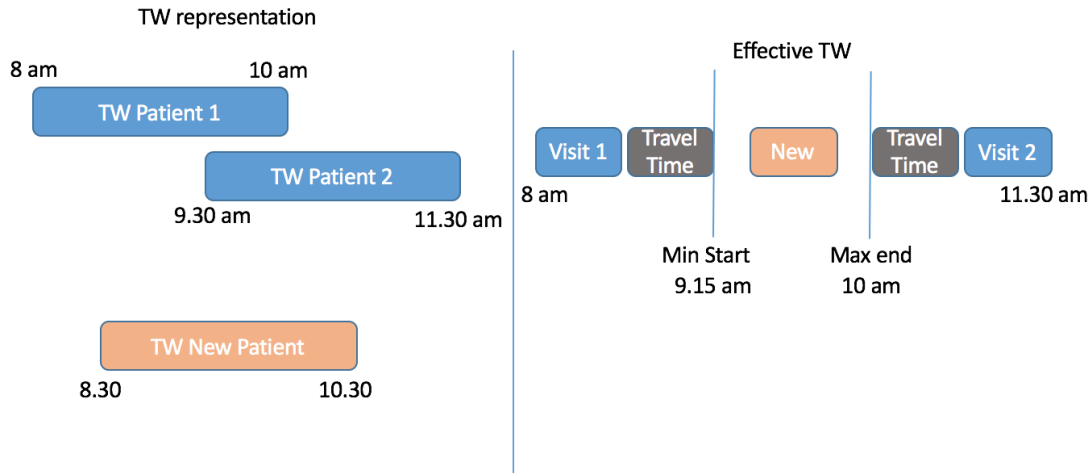 TW representation
8 am
10 am
TW Patient 1
TW Patient 2
9.30 am
11.30 am
TW New Patient
8.30
10.30
Effective TW
Visit 1
Travel
Time
New
Travel
Time
Visit 2
8 am
11.30 am
Min Start
9.15 am
Max end
10 am